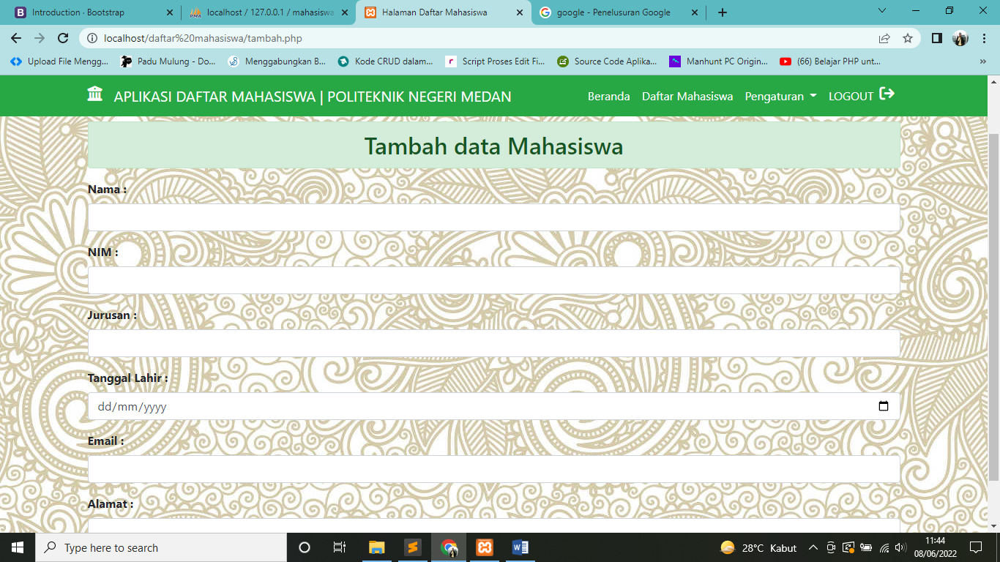 Introduction · Bootstrap
localhost / 127.0.0.1 / mahasiswa
Halaman Daftar Mahasiswa
google - Penelusuran Google
localhost/daftar%20mahasiswa/tambah.php
Upload File Mengg...
Padu Mulung - Do...
Menggabungkan B...
Kode CRUD dalam...
Script Proses Edit Fi...
Source Code Aplika...
Manhunt PC Origin...
(66) Belajar PHP unt...
APLIKASI DAFTAR MAHASISWA | POLITEKNIK NEGERI MEDAN
Beranda
Daftar Mahasiswa
Pengaturan
LOGOUT
Tambah data Mahasiswa
Nama :
NIM :
Jurusan :
Tanggal Lahir :
dd/mm/yyyy
Email :
Alamat :
Type here to search
28°C Kabut
11:44
08/06/2022